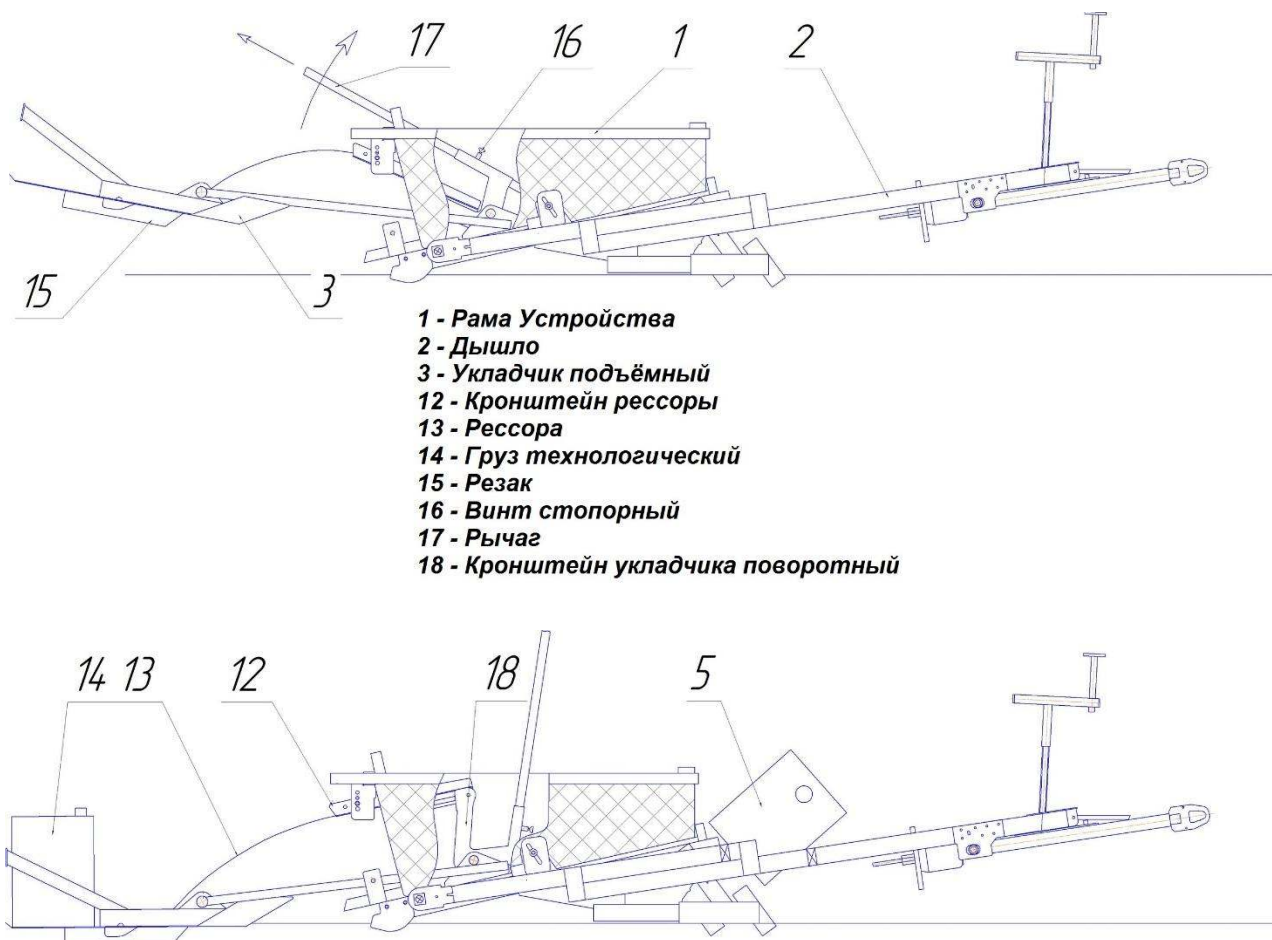 17 16 1 2
15 3
1 - Рама Устройства
2 - Дышло
3 - Укладчик подъёмный
12 - Кронштейн рессоры
13 - Рессора
14 - Груз технологический
15 - Резак
16 - Винт стопорный
17 - Рычаг
18 - Кронштейн укладчика поворотный
14 13 12 18 5